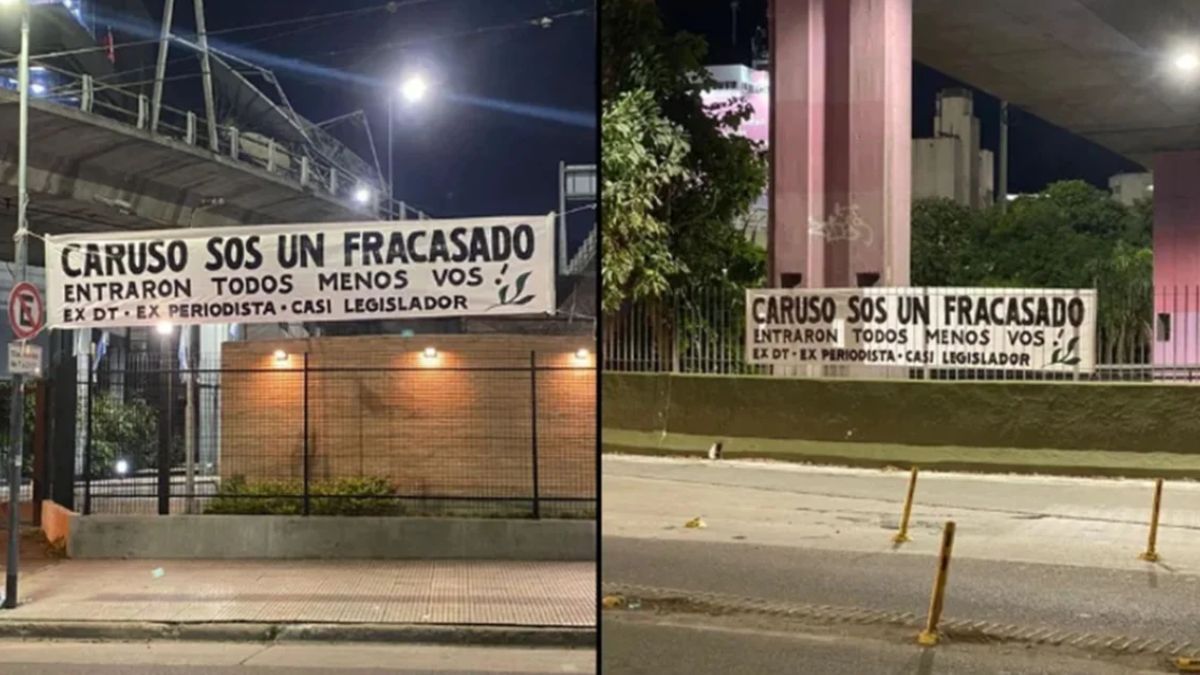 CARUSO SOS UN FRACASADO
ENTRARON TODOS MENOS VOS!
EX DT · EX PERIODISTA · CASI LEGISLADOR
E
CARUSO SOS UN FRACASADO
ENTRARON TODOS MENOS VOS!
EX DT · EX PERIODISTA · CASI LEGISLADOR